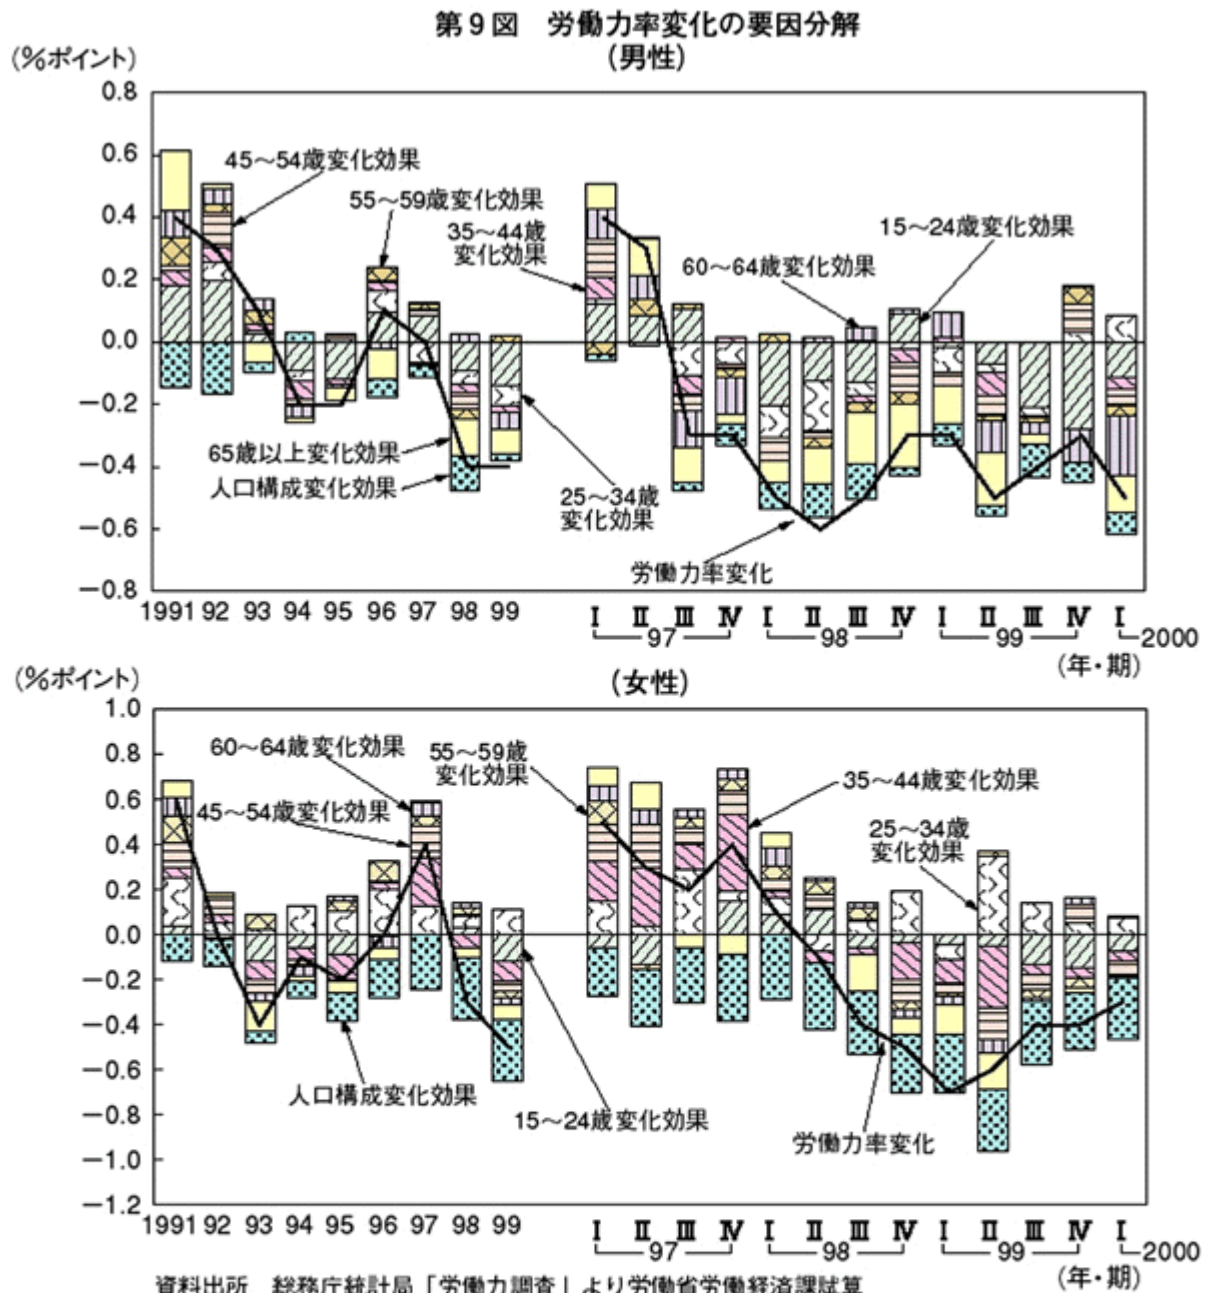 第9図 労働力率変化の要因分解
(男性)
(%ポイント)
0.8
0.6
0.4
0.2
0.0
−0.2
−0.4
−0.6
−0.8
45〜54歳変化効果
55〜59歳変化効果
35〜44歳
変化効果
15〜24歳変化効果
60〜64歳変化効果
65歳以上変化効果
人口構成変化効果
25〜34歳
変化効果
労働力率変化
1991 92 93 94 95 96 97 98 99
I II III IV I II III IV I II III IV I
97 98 99 2000
(年・期)
(女性)
(%ポイント)
1.0
0.8
0.6
0.4
0.2
0.0
−0.2
−0.4
−0.6
−0.8
−1.0
−1.2
60〜64歳変化効果
55〜59歳
変化効果
45〜54歳変化効果
35〜44歳変化効果
25〜34歳
変化効果
人口構成変化効果
15〜24歳変化効果
労働力率変化
1991 92 93 94 95 96 97 98 99
I II III IV I II III IV I II III IV I
97 98 99 2000
(年・期)
資料出所 総務庁統計局「労働力調査」より労働省労働経済課試算